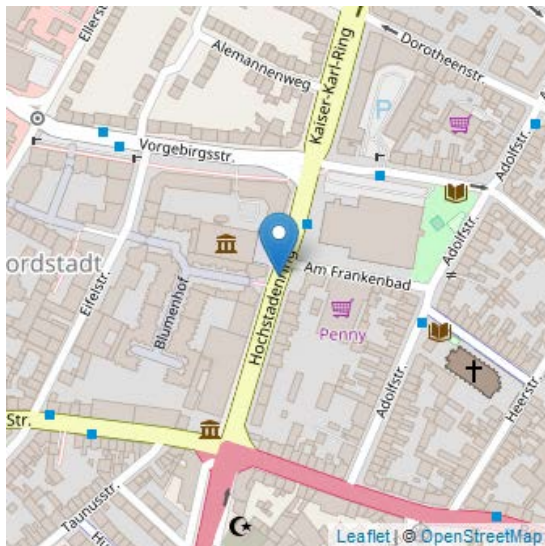 Ellerstr
Alemannenweg
Kaiser-Karl-Ring
Dorotheenstr.
P
Vorgebirgsstr.
Adolfstr.
Adolfstr.
ordstadt
Eifelstr.
Blumenhof
Hochstadenring
Am Frankenbad
Penny
Adolfstr.
Heerstr.
Str.
Taunusstr.
Leaflet | © OpenStreetMap